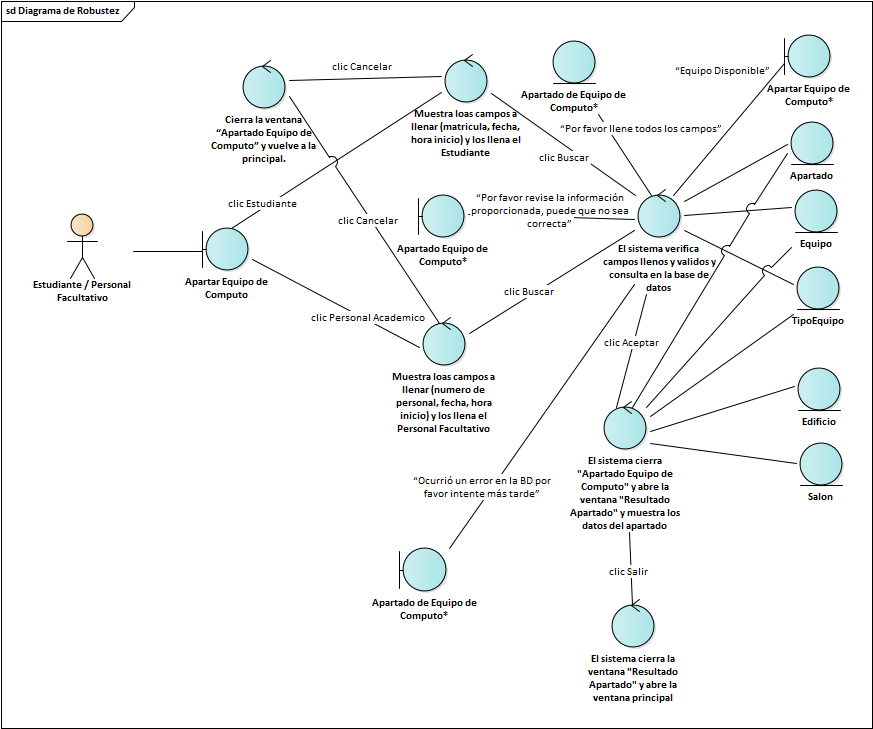 sd Diagrama de Robustez
clic Cancelar
Cierra la ventana
“Apartado Equipo de
Computo” y vuelve a la
principal.
Muestra loas campos a
llenar (matricula, fecha,
hora inicio) y los llena el
Estudiante
Apartado de Equipo de
Computo*
“Por favor llene todos los campos”
“Equipo Disponible”
Apartar Equipo de
Computo*
clic Buscar
Apartado
clic Estudiante
clic Cancelar
“Por favor revise la información
proporcionada, puede que no sea
correcta”
Apartado Equipo de
Computo*
El sistema verifica
campos llenos y validos y
consulta en la base de
datos
Equipo
Estudiante / Personal
Facultativo
Apartar Equipo de
Computo
clic Buscar
TipoEquipo
clic Personal Academico
clic Aceptar
Muestra loas campos a
llenar (numero de
personal, fecha, hora
inicio) y los llena el
Personal Facultativo
Edificio
El sistema cierra
"Apartado Equipo de
Computo" y abre la
ventana "Resultado
Apartado" y muestra los
datos del apartado
Salon
“Ocurrió un error en la BD por
favor intente más tarde”
clic Salir
Apartado de Equipo de
Computo*
El sistema cierra la
ventana "Resultado
Apartado" y abre la
ventana principal